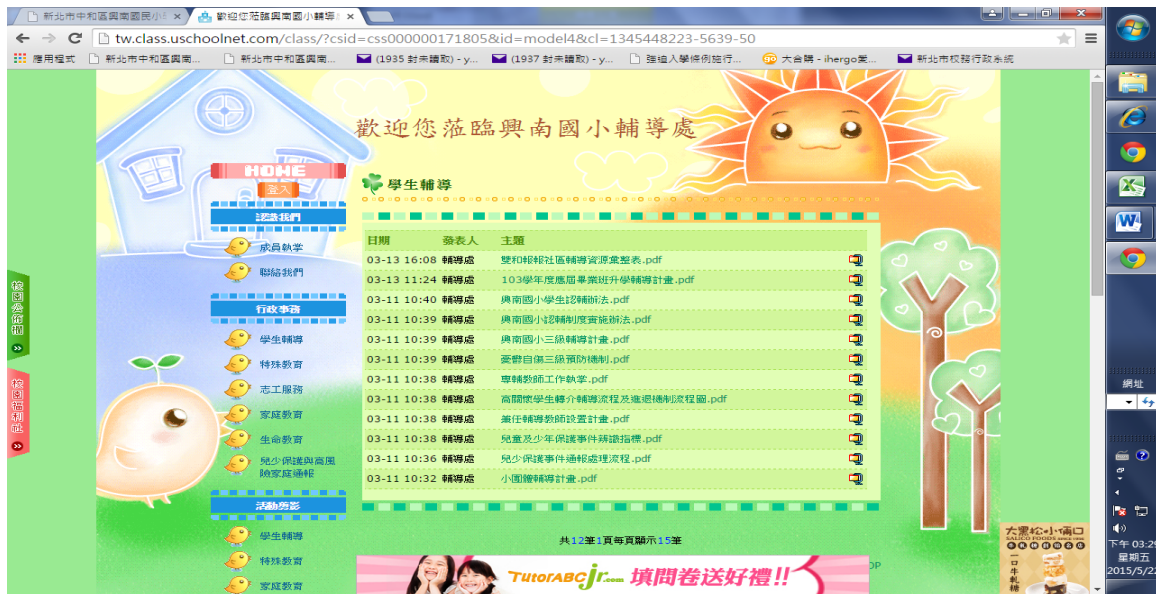 新北市中和區興南國民小
歡迎您蒞臨興南國小輔導
tw.class.uschoolnet.com/class/?csid=css000000171805&id=model4&cl=1345448223-5639-50
應用程式
新北市中和區興南...
新北市中和區興南...
(1935 封未讀取) - y...
(1937 封未讀取) - y...
強迫入學條例施行...
大合購 - ihergo愛...
新北市校務行政系統
歡迎您蒞臨興南國小輔導處
HOME
登入
認識我們
成員執掌
聯絡我們
行政事務
學生輔導
特殊教育
志工服務
家庭教育
生命教育
兒少保護與高風
險家庭通報
活動剪影
學生輔導
特殊教育
家庭教育
校園公佈欄
校園福利社
學生輔導
日期 發表人 主題
03-13 16:08 輔導處 雙和報報社區輔導資源彙整表.pdf
03-13 11:24 輔導處 103學年度應屆畢業班升學輔導計畫.pdf
03-11 10:40 輔導處 興南國小學生認輔辦法.pdf
03-11 10:39 輔導處 興南國小認輔制度實施辦法.pdf
03-11 10:39 輔導處 興南國小三級輔導計畫.pdf
03-11 10:39 輔導處 憂鬱自傷三級預防機制.pdf
03-11 10:38 輔導處 專輔教師工作執掌.pdf
03-11 10:38 輔導處 高關懷學生轉介輔導流程及進退機制流程圖.pdf
03-11 10:38 輔導處 兼任輔導教師設置計畫.pdf
03-11 10:38 輔導處 兒童及少年保護事件辨識指標.pdf
03-11 10:36 輔導處 兒少保護事件通報處理流程.pdf
03-11 10:32 輔導處 小團體輔導計畫.pdf
共12筆1頁每頁顯示15筆
TutorABCjr.com 填問卷送好禮!!
OP
大黑松小倆口
SALICO FOODS
一口牛軋糖
網址
下午 03:29
星期五
2015/5/22